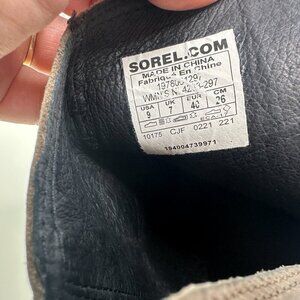 SOREL.COM
MADE IN CHINA
Fabriqué En Chine
USA UK EUR CM
9 7 40 26
10175 CJF 0221 221
194004739971